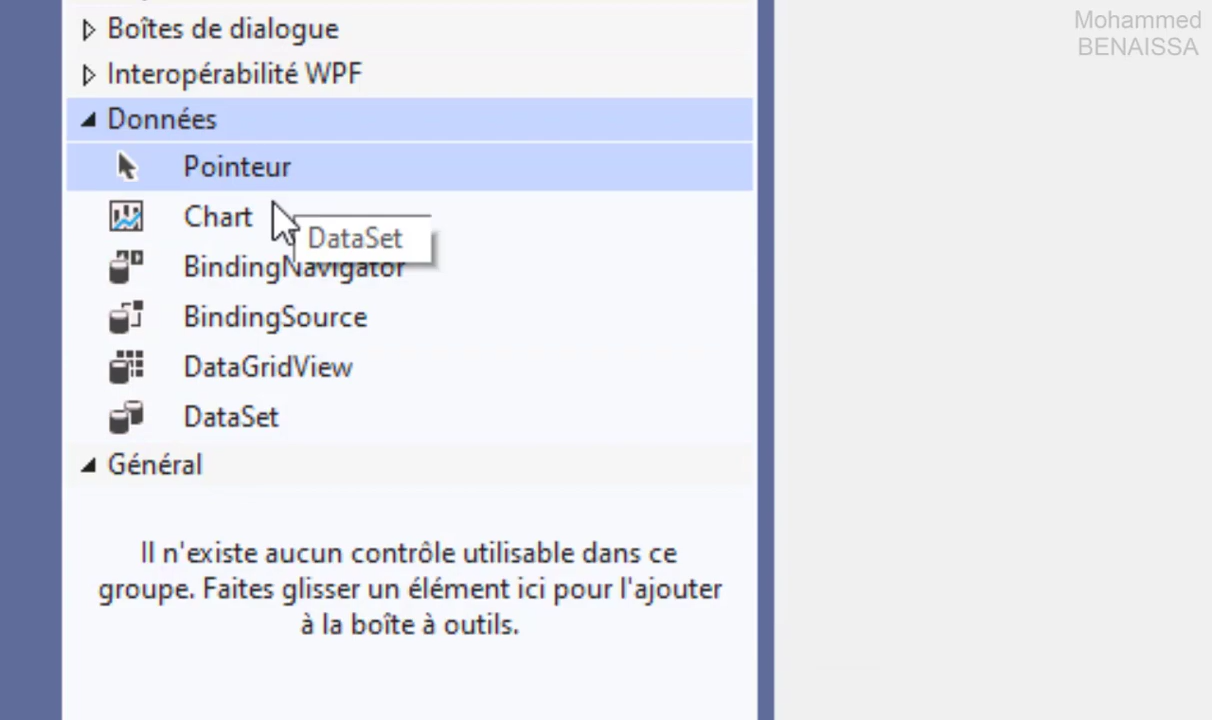 Mohammed
BENAISSA
Boîtes de dialogue
Interopérabilité WPF
Données
Pointeur
Chart
DataSet
BindingNavigator
BindingSource
DataGridView
DataSet
Général
Il n'existe aucun contrôle utilisable dans ce
groupe. Faites glisser un élément ici pour l'ajouter
à la boîte à outils.